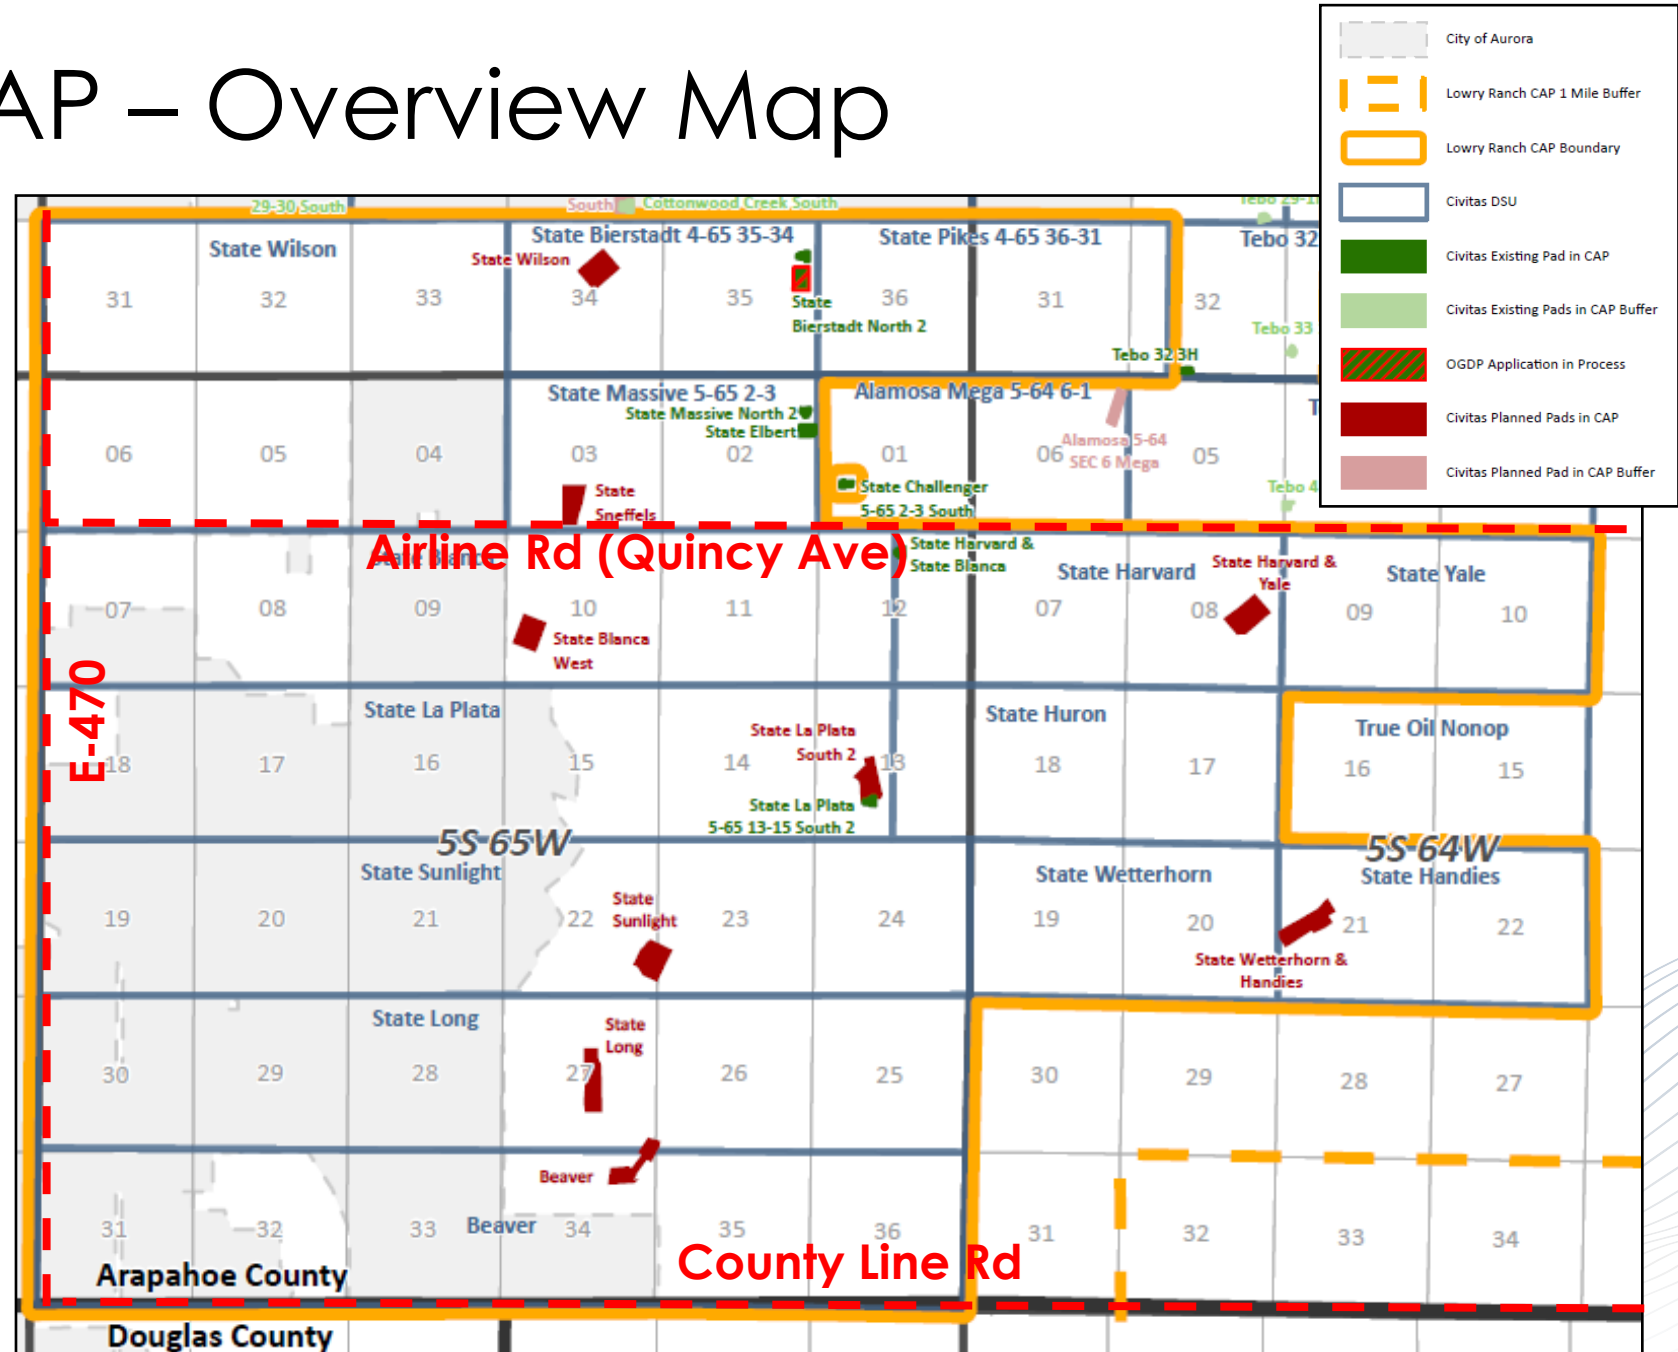 AP – Overview Map
City of Aurora
Lowry Ranch CAP 1 Mile Buffer
Lowry Ranch CAP Boundary
Civitas DSU
Civitas Existing Pad in CAP
Civitas Existing Pads in CAP Buffer
OGDP Application in Process
Civitas Planned Pads in CAP
Civitas Planned Pad in CAP Buffer
29-30 South
South
Cottonwood Creek South
State Wilson
State Bierstadt 4-65 35-34
State Pikes 4-65 36-31
Tebo 32
State Wilson
31 32 33 34 35 36 31 32
State
Bierstadt North 2
Tebo 33
Tebo 32 3H
State Massive 5-65 2-3
Alamosa Mega 5-64 6-1
State Massive North 2
State Elbert
Alamosa 5-64
SEC 6 Mega
06 05 04 03 02 01 06 05
State Challenger
5-65 2-3 South
Tebo 4
State
Sneffels
Airline Rd (Quincy Ave)
State Blanca
State Harvard &
State Blanca
State Harvard
State Harvard &
Yale
State Yale
07 08 09 10 11 12 07 08 09 10
State Blanca
West
E-470
State La Plata
State Huron
True Oil Nonop
State La Plata
South 2
18 17 16 15 14 13 18 17 16 15
State La Plata
5-65 13-15 South 2
5S 65W
5S 64W
State Sunlight
State Wetterhorn
State Handies
State
Sunlight
19 20 21 22 23 24 19 20 21 22
State Wetterhorn &
Handies
State Long
State
Long
30 29 28 27 26 25 30 29 28 27
Beaver
Beaver
31 32 33 34 35 36 31 32 33 34
County Line Rd
Arapahoe County
Douglas County